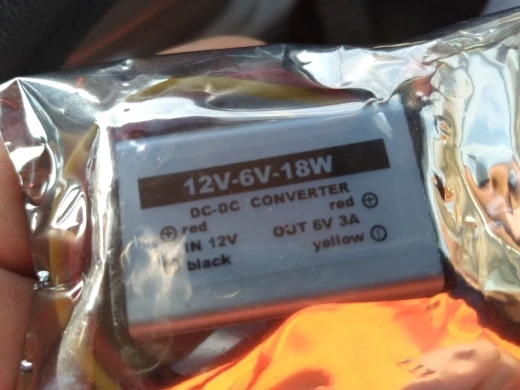 12V-6V-18W
DC-DC CONVERTER
red red
IN 12V OUT 6V 3A
black yellow